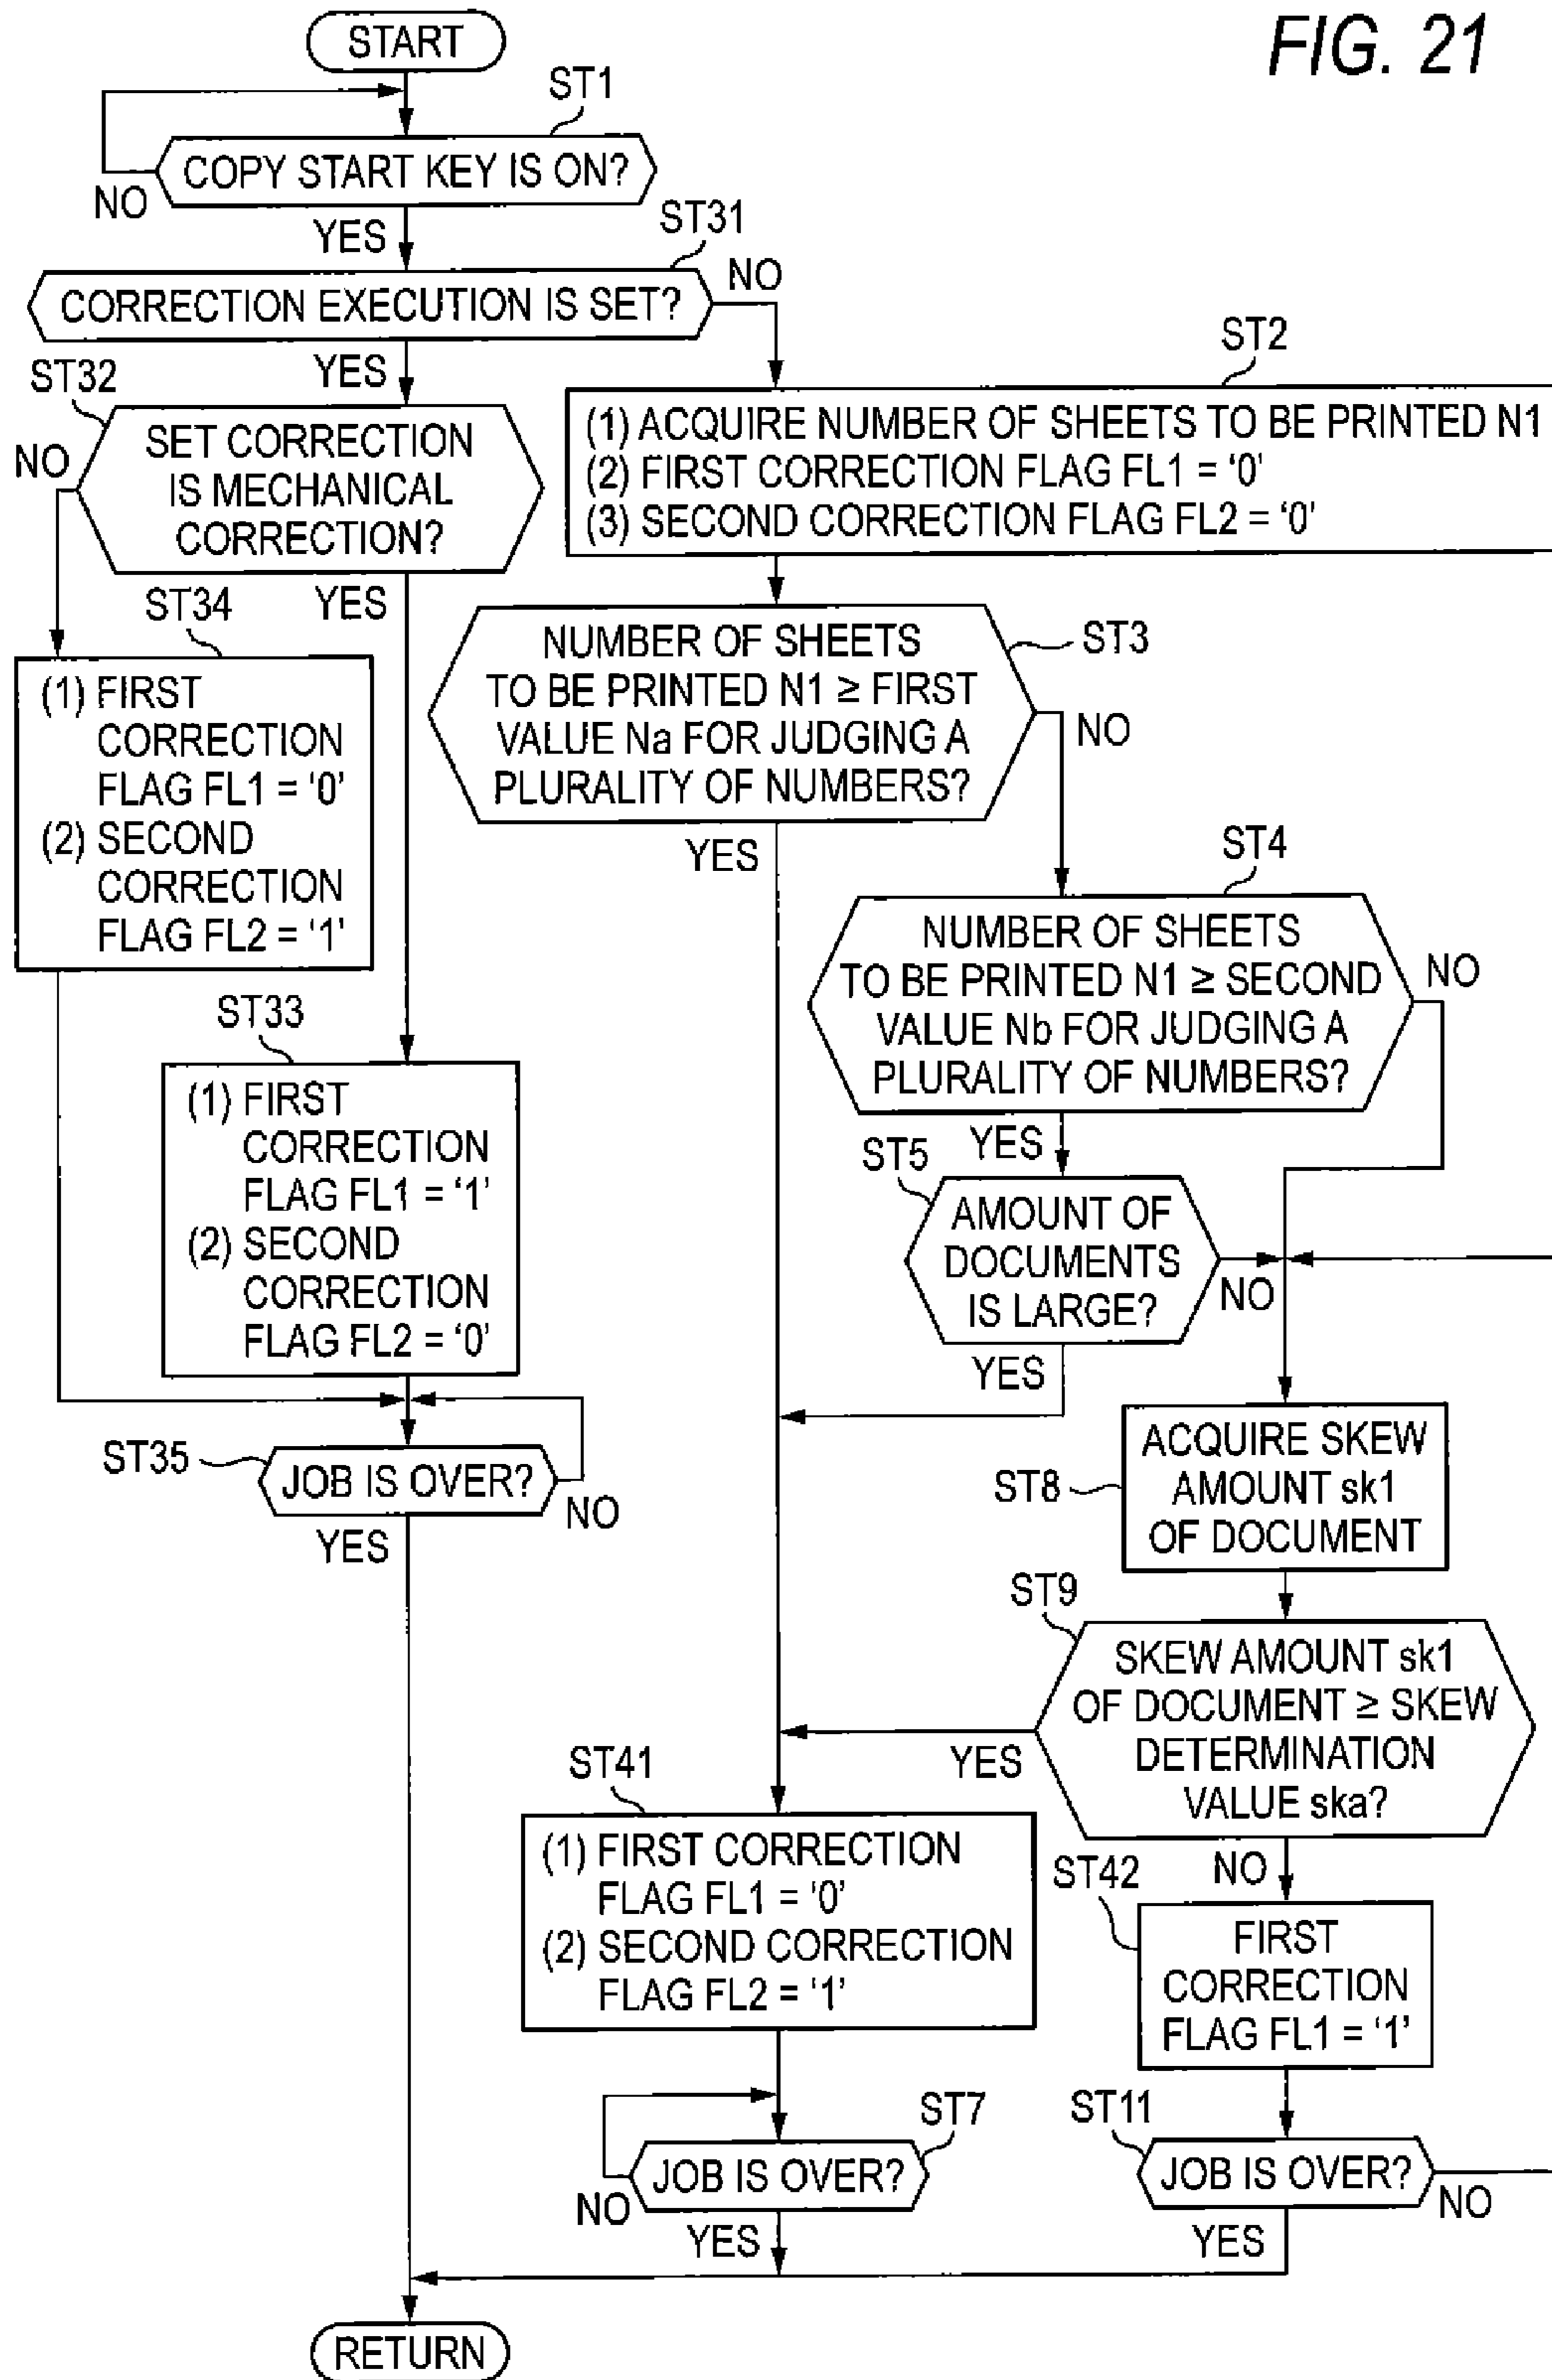 FIG. 21
START
ST1
COPY START KEY IS ON?
NO
YES
ST31
CORRECTION EXECUTION IS SET?
NO
YES
ST32
SET CORRECTION
IS MECHANICAL
CORRECTION?
NO
YES
ST2
(1) ACQUIRE NUMBER OF SHEETS TO BE PRINTED N1
(2) FIRST CORRECTION FLAG FL1 = '0'
(3) SECOND CORRECTION FLAG FL2 = '0'
ST34
(1) FIRST
CORRECTION
FLAG FL1 = '0'
(2) SECOND
CORRECTION
FLAG FL2 = '1'
ST3
NUMBER OF SHEETS
TO BE PRINTED N1 ≥ FIRST
VALUE Na FOR JUDGING A
PLURALITY OF NUMBERS?
NO
YES
ST4
NUMBER OF SHEETS
TO BE PRINTED N1 ≥ SECOND
VALUE Nb FOR JUDGING A
PLURALITY OF NUMBERS?
NO
YES
ST33
(1) FIRST
CORRECTION
FLAG FL1 = '1'
(2) SECOND
CORRECTION
FLAG FL2 = '0'
ST5
AMOUNT OF
DOCUMENTS
IS LARGE?
NO
YES
ST35
JOB IS OVER?
NO
YES
ST8
ACQUIRE SKEW
AMOUNT sk1
OF DOCUMENT
ST9
SKEW AMOUNT sk1
OF DOCUMENT ≥ SKEW
DETERMINATION
VALUE ska?
YES
NO
ST41
(1) FIRST CORRECTION
FLAG FL1 = '0'
(2) SECOND CORRECTION
FLAG FL2 = '1'
ST42
FIRST
CORRECTION
FLAG FL1 = '1'
ST7
JOB IS OVER?
NO
YES
ST11
JOB IS OVER?
NO
YES
RETURN